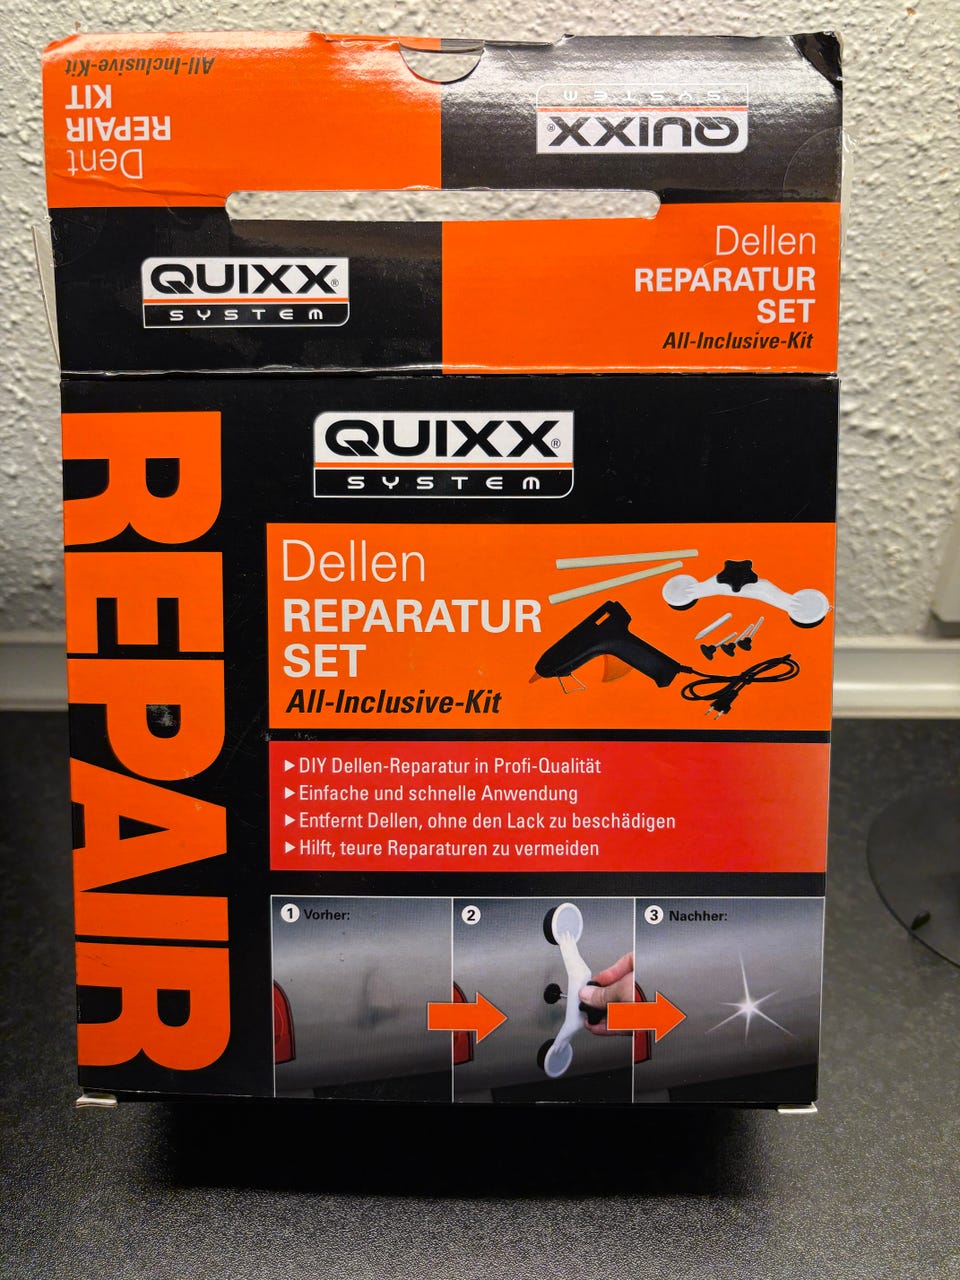 All-Inclusive-Kit
Dent
REPAIR
KIT
QUIXX®
SYSTEM
QUIXX®
SYSTEM
Dellen
REPARATUR
SET
All-Inclusive-Kit
REPAIR
QUIXX®
SYSTEM
Dellen
REPARATUR
SET
All-Inclusive-Kit
▶DIY Dellen-Reparatur in Profi-Qualität
▶Einfache und schnelle Anwendung
▶Entfernt Dellen, ohne den Lack zu beschädigen
▶Hilft, teure Reparaturen zu vermeiden
1 Vorher:
2
3 Nachher: